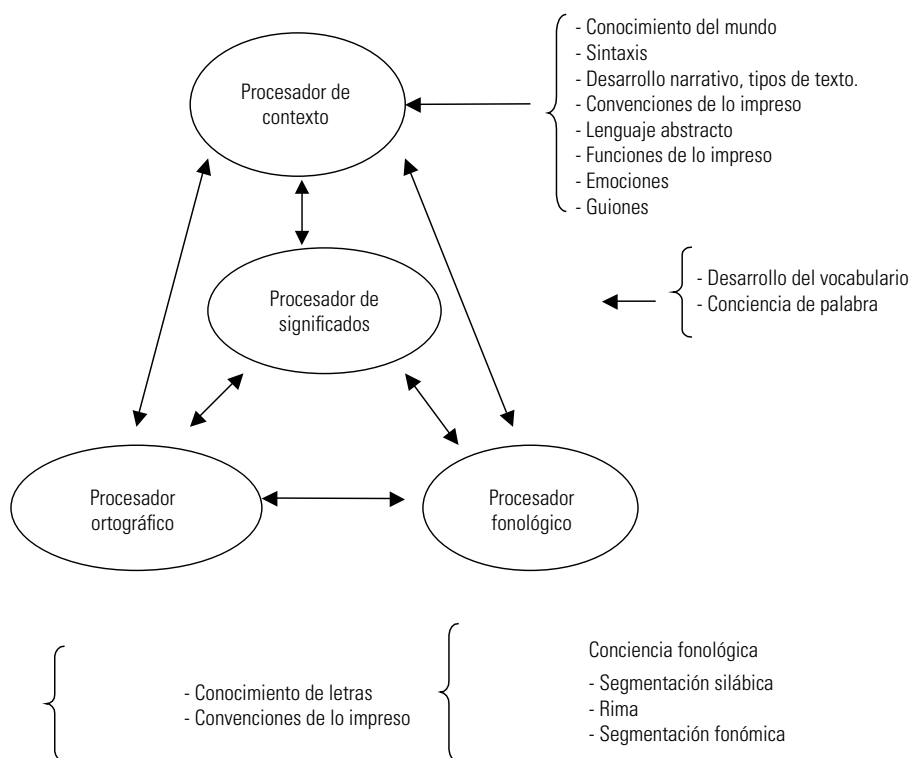 Procesador de
contexto
- Conocimiento del mundo
- Sintaxis
- Desarrollo narrativo, tipos de texto.
- Convenciones de lo impreso
- Lenguaje abstracto
- Funciones de lo impreso
- Emociones
- Guiones
Procesador de
significados
- Desarrollo del vocabulario
- Conciencia de palabra
Procesador
ortográfico
Procesador
fonológico
- Conocimiento de letras
- Convenciones de lo impreso
Conciencia fonológica
- Segmentación silábica
- Rima
- Segmentación fonómica